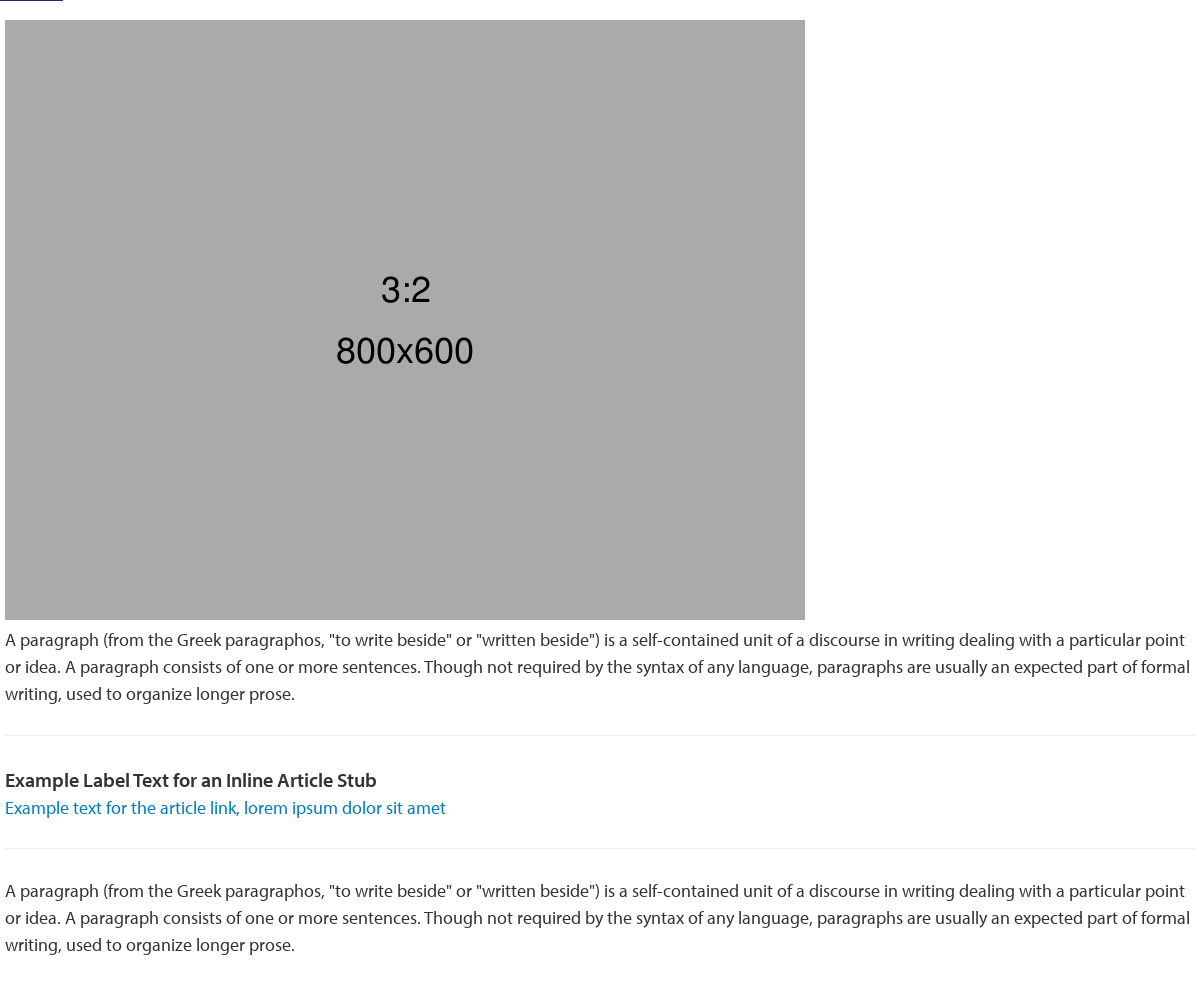 3:2
800x600
A paragraph (from the Greek paragraphos, "to write beside" or "written beside") is a self-contained unit of a discourse in writing dealing with a particular point
or idea. A paragraph consists of one or more sentences. Though not required by the syntax of any language, paragraphs are usually an expected part of formal
writing, used to organize longer prose.
Example Label Text for an Inline Article Stub
Example text for the article link, lorem ipsum dolor sit amet
A paragraph (from the Greek paragraphos, "to write beside" or "written beside") is a self-contained unit of a discourse in writing dealing with a particular point
or idea. A paragraph consists of one or more sentences. Though not required by the syntax of any language, paragraphs are usually an expected part of formal
writing, used to organize longer prose.